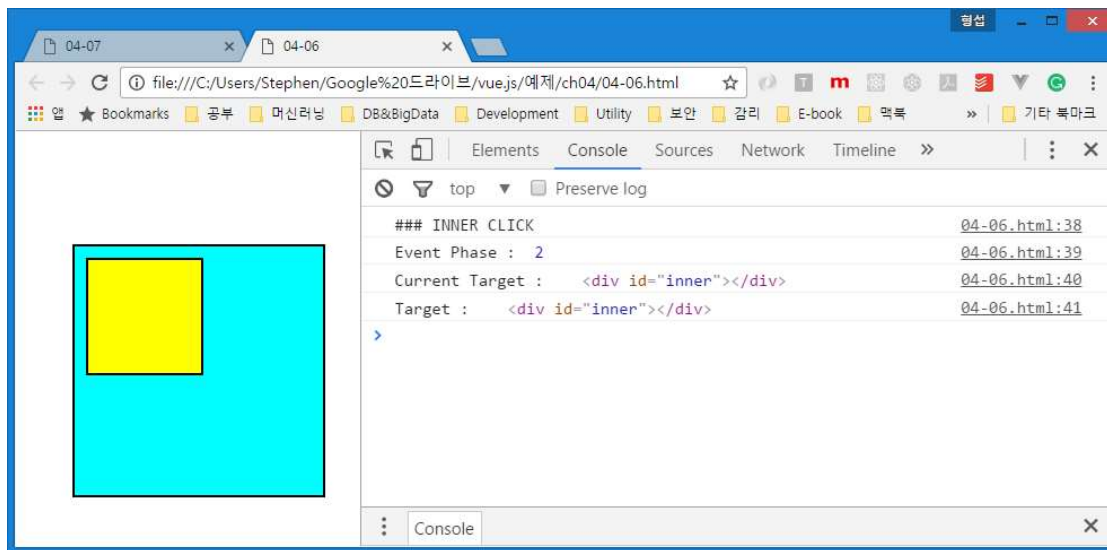 형섭
04-07
04-06
file:///C:/Users/Stephen/Google%20드라이브/vue.js/예제/ch04/04-06.html
앱 Bookmarks 공부 머신러닝 DB&BigData Development Utility 보안 감리 E-book 맥북 » 기타 북마크
Elements Console Sources Network Timeline »
top Preserve log
### INNER CLICK 04-06.html:38
Event Phase : 2 04-06.html:39
Current Target : <div id="inner"></div> 04-06.html:40
Target : <div id="inner"></div> 04-06.html:41
>
Console